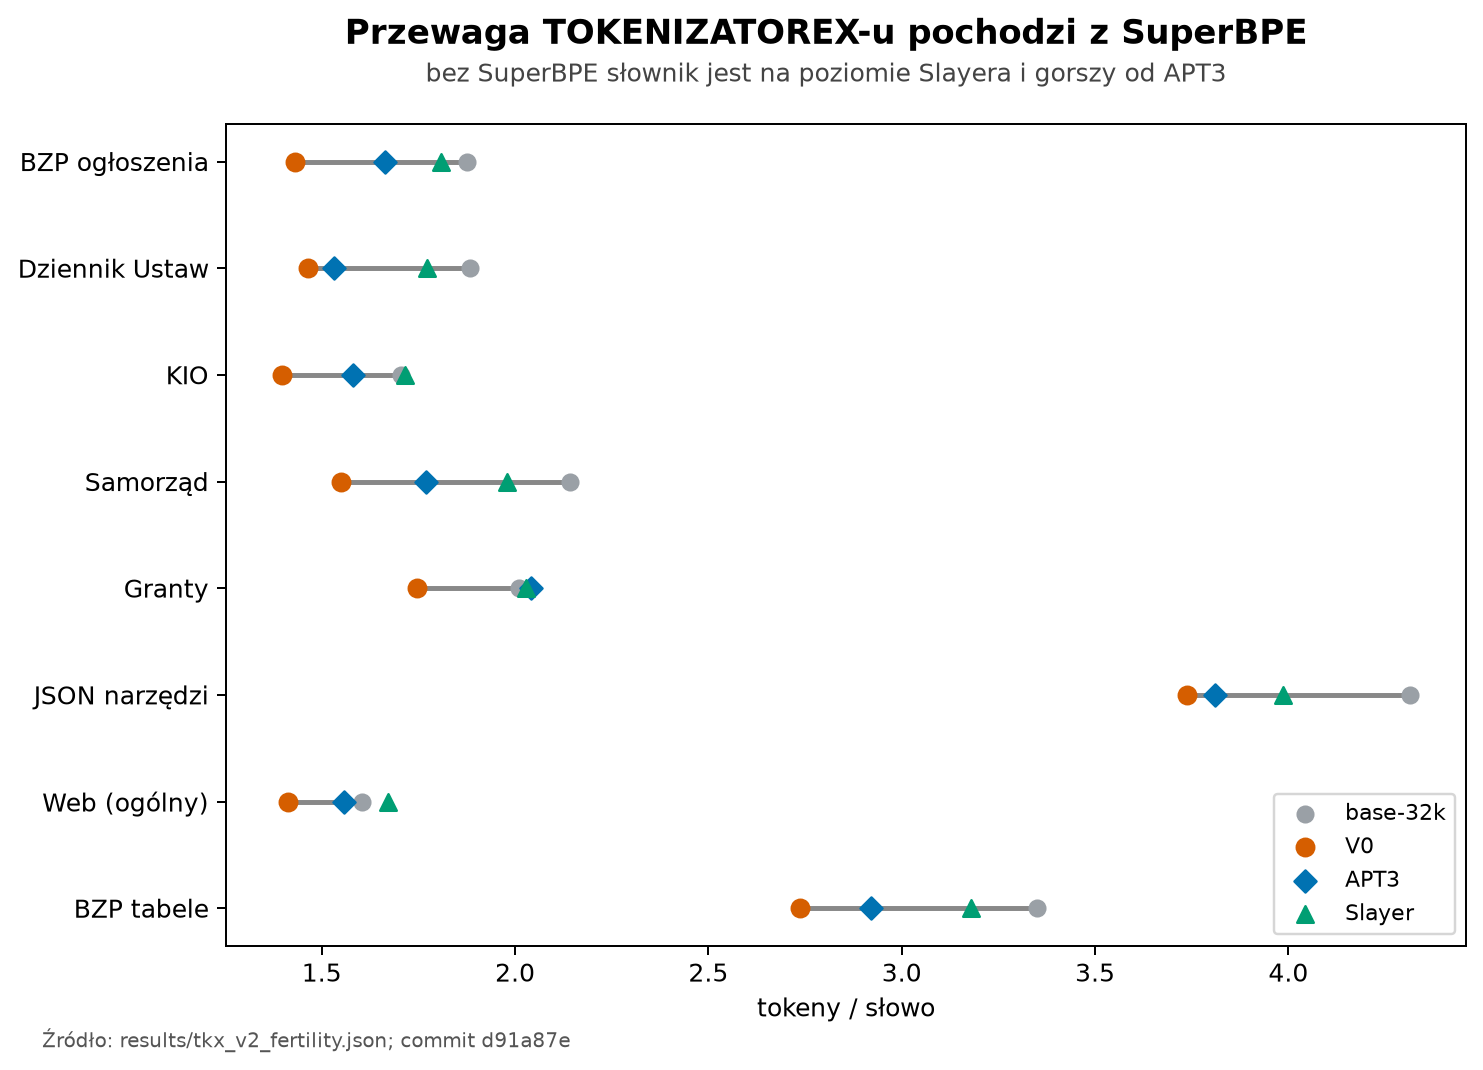 Przewaga TOKENIZATOREX-u pochodzi z SuperBPE
bez SuperBPE słownik jest na poziomie Slayera i gorszy od APT3
BZP ogłoszenia
Dziennik Ustaw
KIO
Samorząd
Granty
JSON narzędzi
Web (ogólny)
BZP tabele
base-32k
V0
APT3
Slayer
1.5 2.0 2.5 3.0 3.5 4.0
tokeny / słowo
Źródło: results/tkx_v2_fertility.json; commit d91a87e